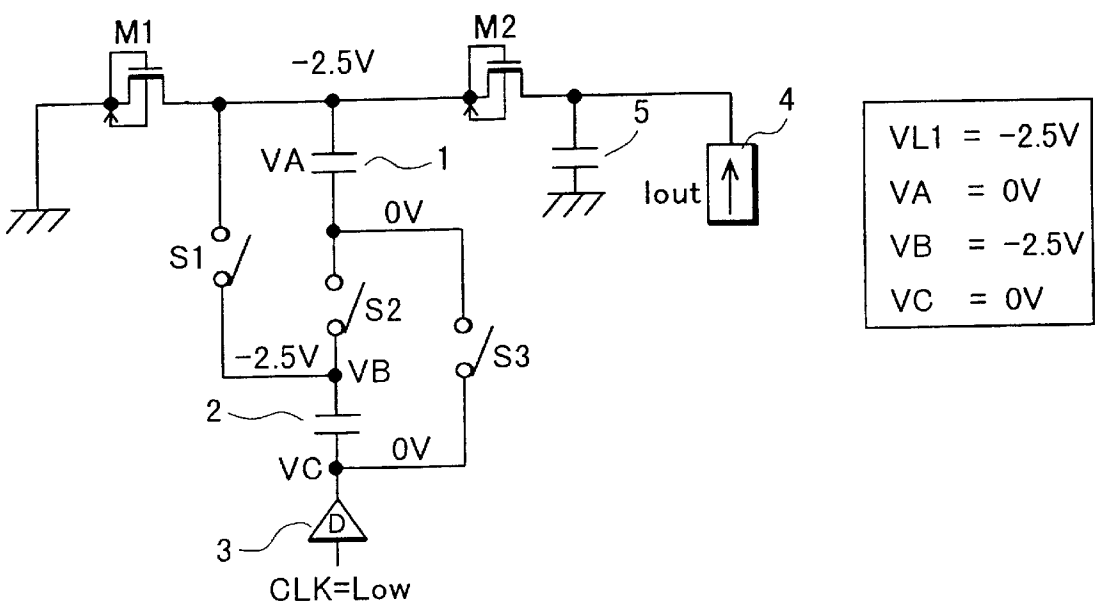 M1
M2
−2.5V
5
4
VA
1
Iout
0V
S1
S2
S3
−2.5V
VB
2
0V
VC
D
3
CLK=Low
VL1 = −2.5V
VA = 0V
VB = −2.5V
VC = 0V